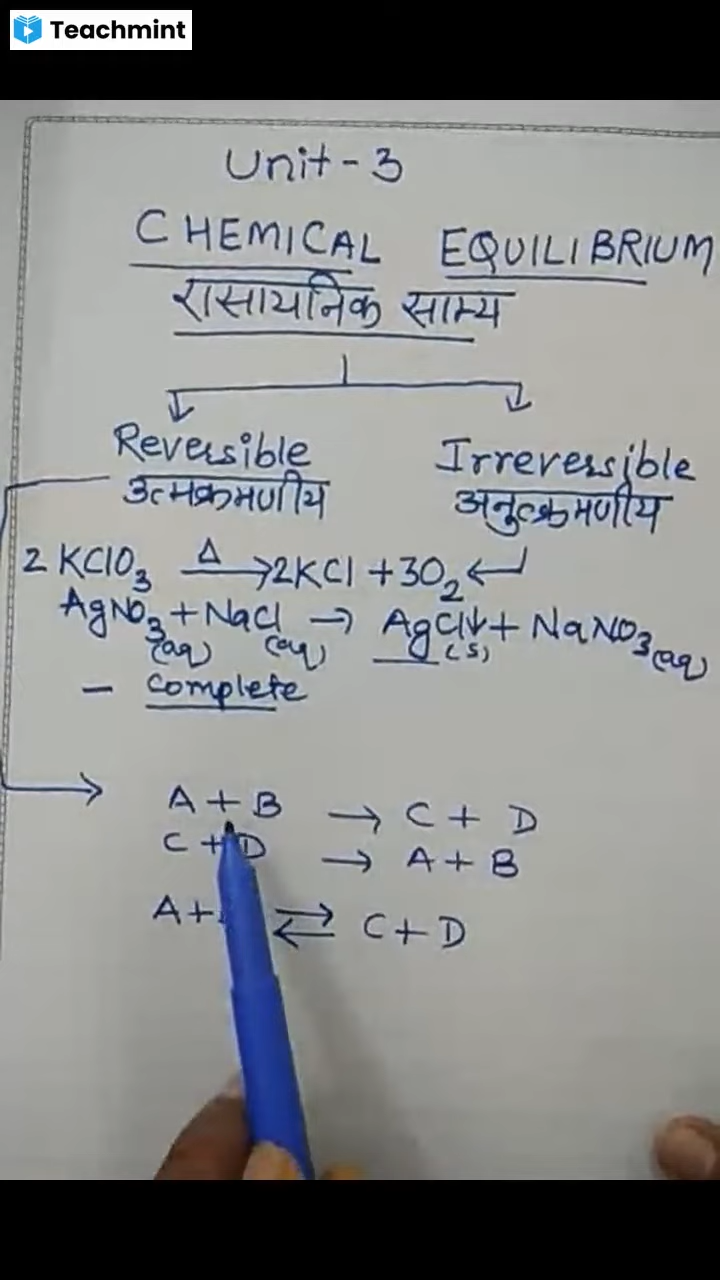 Teachmint
Unit-3
CHEMICAL EQUILIBRIUM
रासायनिक साम्य
Reversible Irreversible
उत्मक्रमणीय अनुत्क्रमणीय
2 KClO3 Δ→ 2KCl + 3O2
AgNO3 + NaCl → AgCl↓ + NaNO3
(aq) (aq) (s) (aq)
- Complete
A + B → C + D
C + D → A + B
A + ⇌ C + D